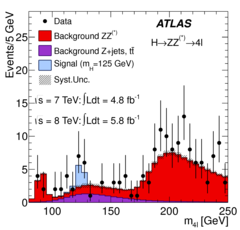 Events/5 GeV
25
20
15
10
5
0
Data
Background ZZ(*)
Background Z+jets, tt̄
Signal (mH=125 GeV)
Syst.Unc.
ATLAS
H→ZZ(*)→4l
s = 7 TeV: ∫Ldt = 4.8 fb-1
s = 8 TeV: ∫Ldt = 5.8 fb-1
100 150 200 250
m4l [GeV]